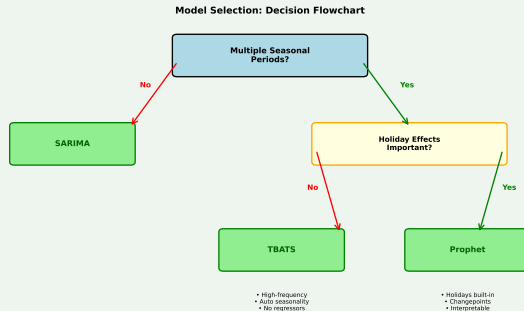 Model Selection: Decision Flowchart
Multiple Seasonal
Periods?
No
Yes
SARIMA
Holiday Effects
Important?
No
Yes
TBATS
Prophet
• High-frequency
• Auto seasonality
• No regressors
• Holidays built-in
• Changepoints
• Interpretable